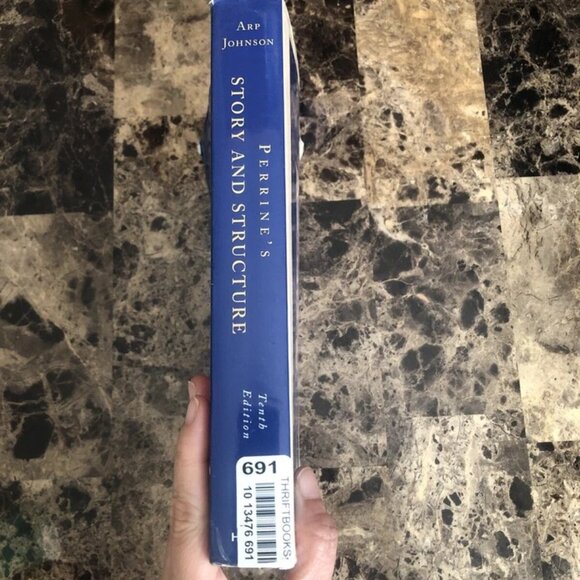 ARP
JOHNSON
PERRINE'S
STORY AND STRUCTURE
Tenth
Edition
691
10 13476 691
THRIFTBOOKS